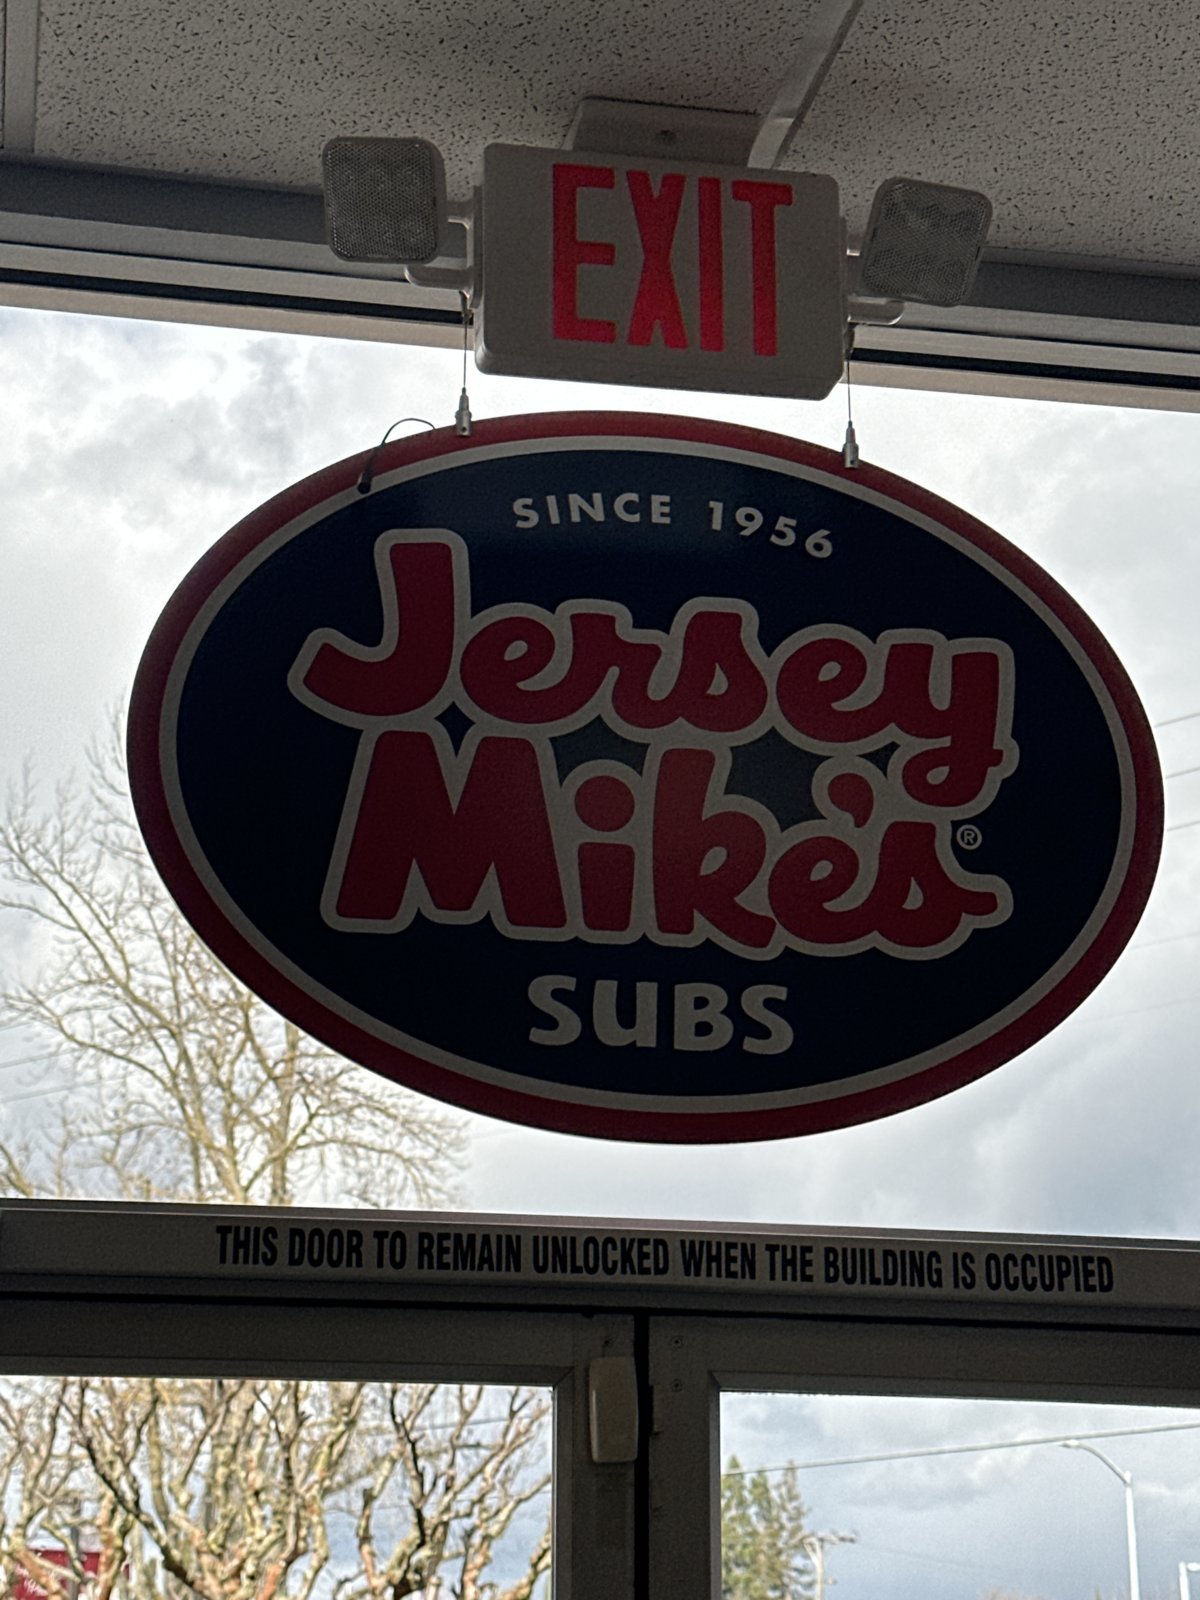 EXIT
SINCE 1956
Jersey
Mike's
®
SUBS
THIS DOOR TO REMAIN UNLOCKED WHEN THE BUILDING IS OCCUPIED